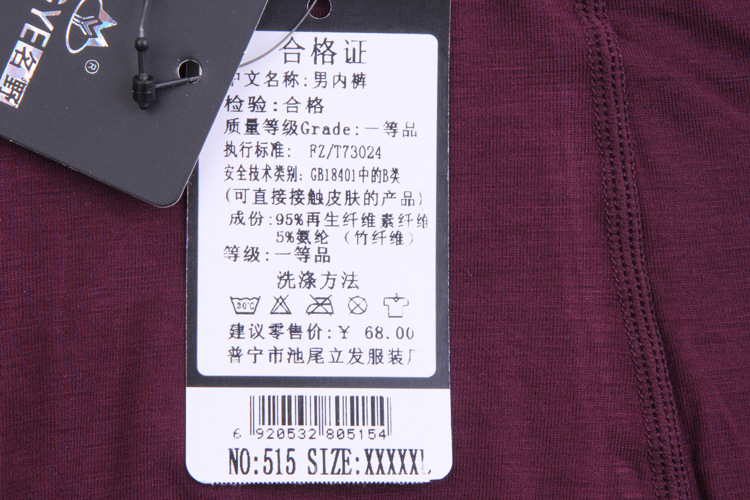 GYE名野
®
合格证
中文名称:男内裤
检验:合格
质量等级Grade:一等品
执行标准: FZ/T73024
安全技术类别: GB18401中的B类
(可直接接触皮肤的产品)
成份:95%再生纤维素纤维
5%氨纶 (竹纤维)
等级:一等品
洗涤方法
30℃
建议零售价:￥ 68.00
普宁市池尾立发服装厂
6 920532 805154
NO:515 SIZE:XXXXXL